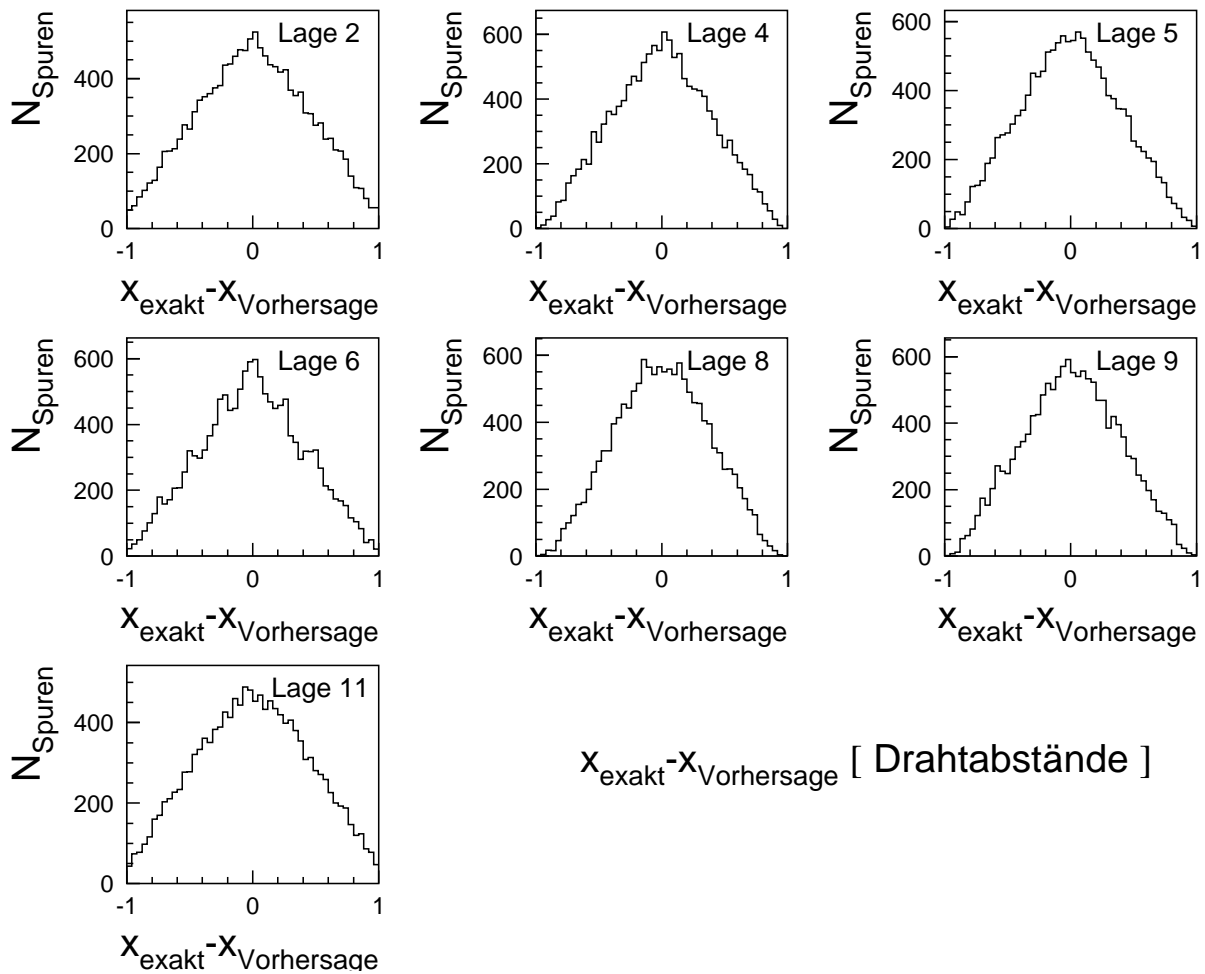 Lage 2
N_Spuren
0
200
400
-1
0
1
x_exakt-x_Vorhersage
Lage 4
N_Spuren
0
200
400
600
-1
0
1
x_exakt-x_Vorhersage
Lage 5
N_Spuren
0
200
400
600
-1
0
1
x_exakt-x_Vorhersage
Lage 6
N_Spuren
0
200
400
600
-1
0
1
x_exakt-x_Vorhersage
Lage 8
N_Spuren
0
200
400
600
-1
0
1
x_exakt-x_Vorhersage
Lage 9
N_Spuren
0
200
400
600
-1
0
1
x_exakt-x_Vorhersage
Lage 11
N_Spuren
0
200
400
-1
0
1
x_exakt-x_Vorhersage
x_exakt-x_Vorhersage [ Drahtabstände ]